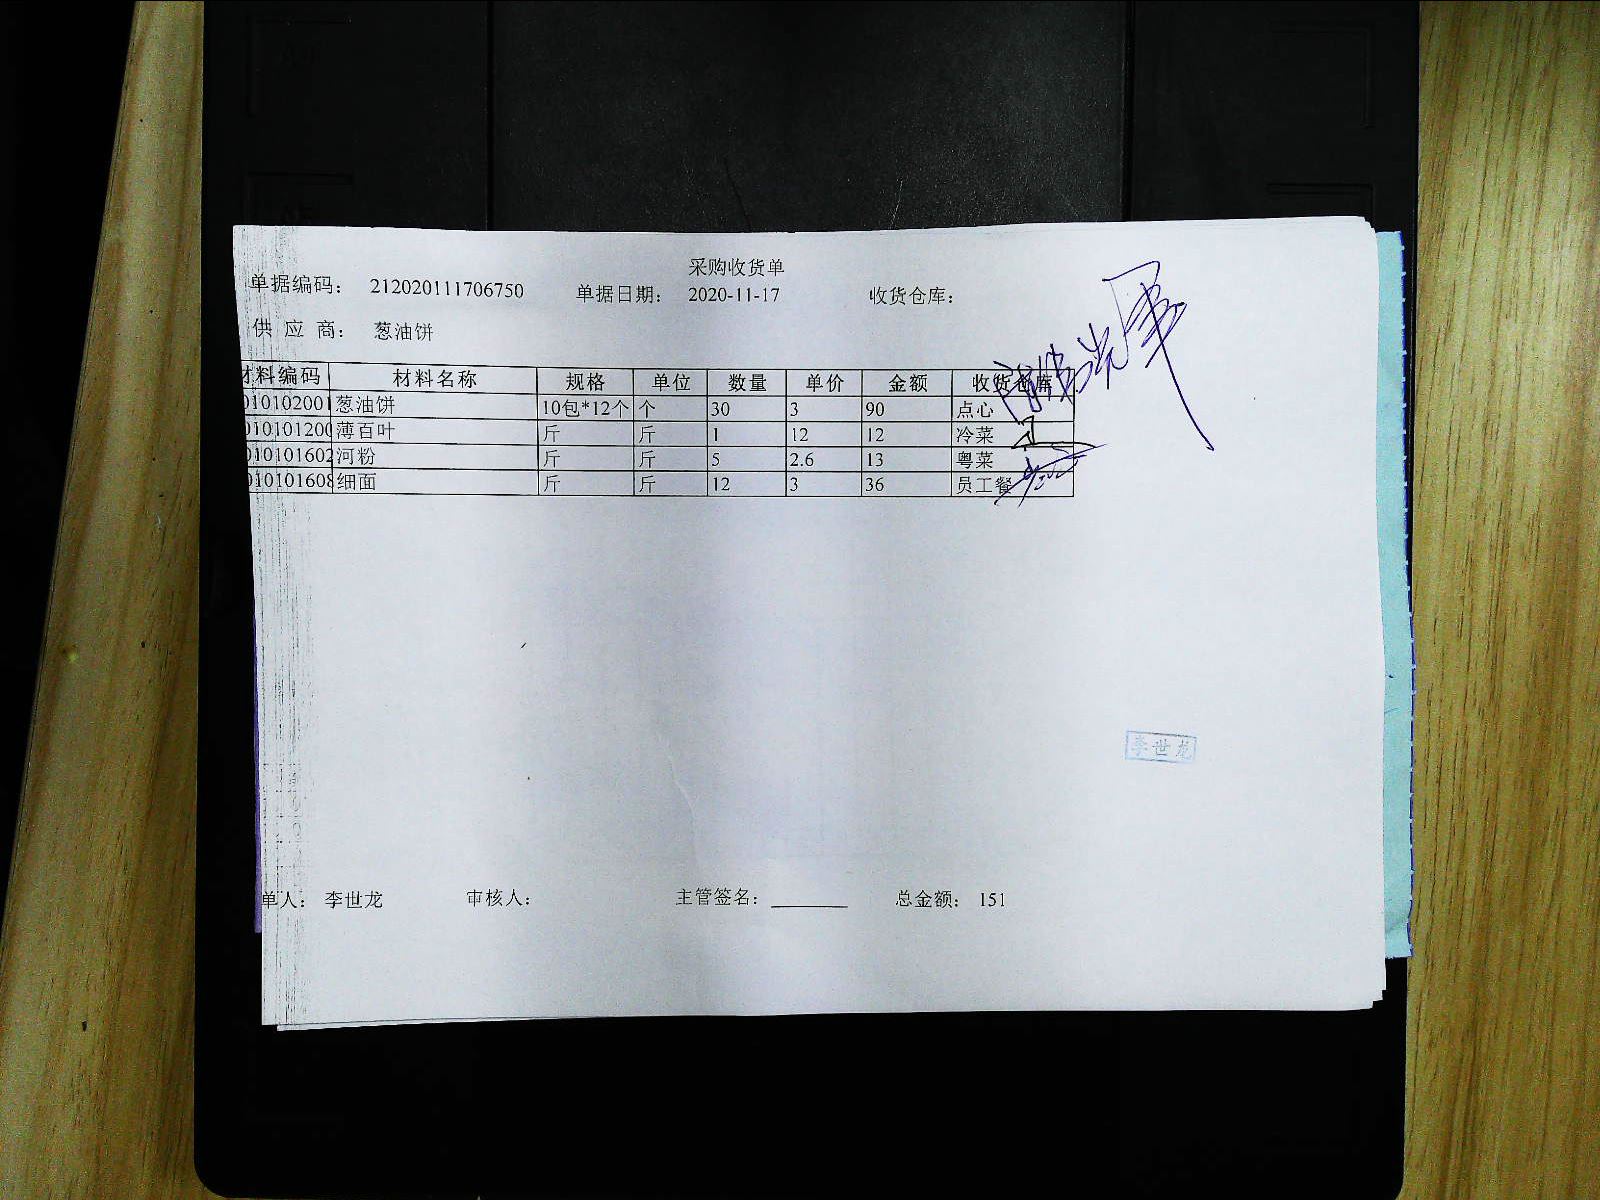 采购收货单
单据编码： 212020111706750 单据日期： 2020-11-17 收货仓库：
供 应 商： 葱油饼
材料编码 材料名称 规格 单位 数量 单价 金额 收货仓库
010102001 葱油饼 10包*12个 个 30 3 90 点心
010101200 薄百叶 斤 斤 1 12 12 冷菜
010101602 河粉 斤 斤 5 2.6 13 粤菜
010101608 细面 斤 斤 12 3 36 员工餐
李世龙
单人： 李世龙 审核人： 主管签名： 总金额： 151